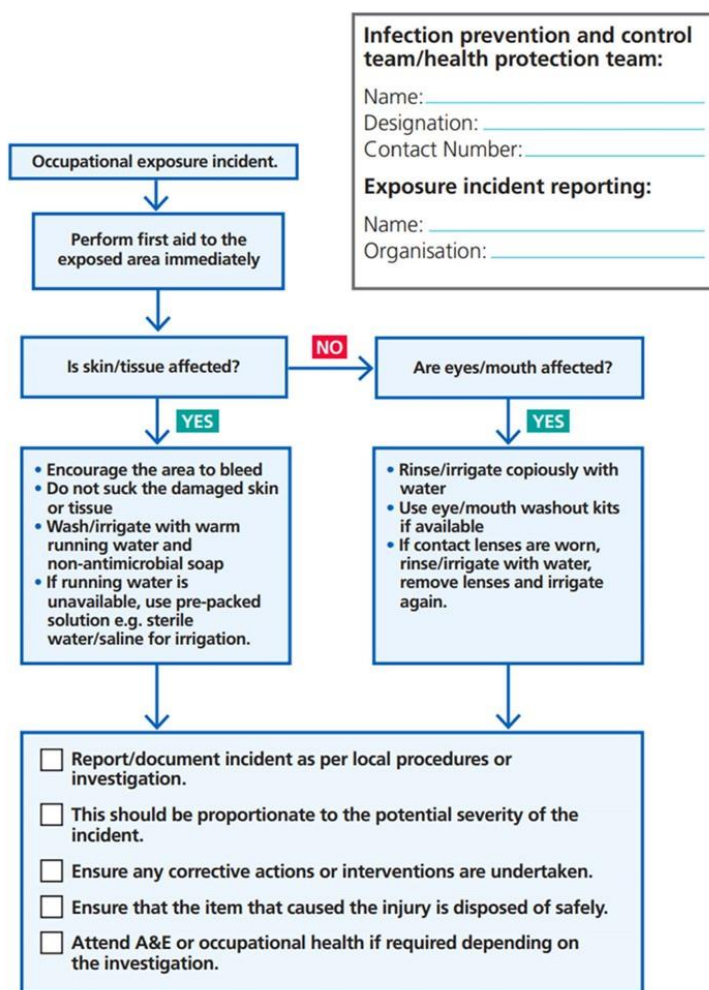 Infection prevention and control
team/health protection team:
Name:
Designation:
Contact Number:
Exposure incident reporting:
Name:
Organisation:
Occupational exposure incident.
Perform first aid to the
exposed area immediately
Is skin/tissue affected?
NO
Are eyes/mouth affected?
YES
• Encourage the area to bleed
• Do not suck the damaged skin
or tissue
• Wash/irrigate with warm
running water and
non-antimicrobial soap
• If running water is
unavailable, use pre-packed
solution e.g. sterile
water/saline for irrigation.
YES
• Rinse/irrigate copiously with
water
• Use eye/mouth washout kits
if available
• If contact lenses are worn,
rinse/irrigate with water,
remove lenses and irrigate
again.
Report/document incident as per local procedures or
investigation.
This should be proportionate to the potential severity of the
incident.
Ensure any corrective actions or interventions are undertaken.
Ensure that the item that caused the injury is disposed of safely.
Attend A&E or occupational health if required depending on
the investigation.